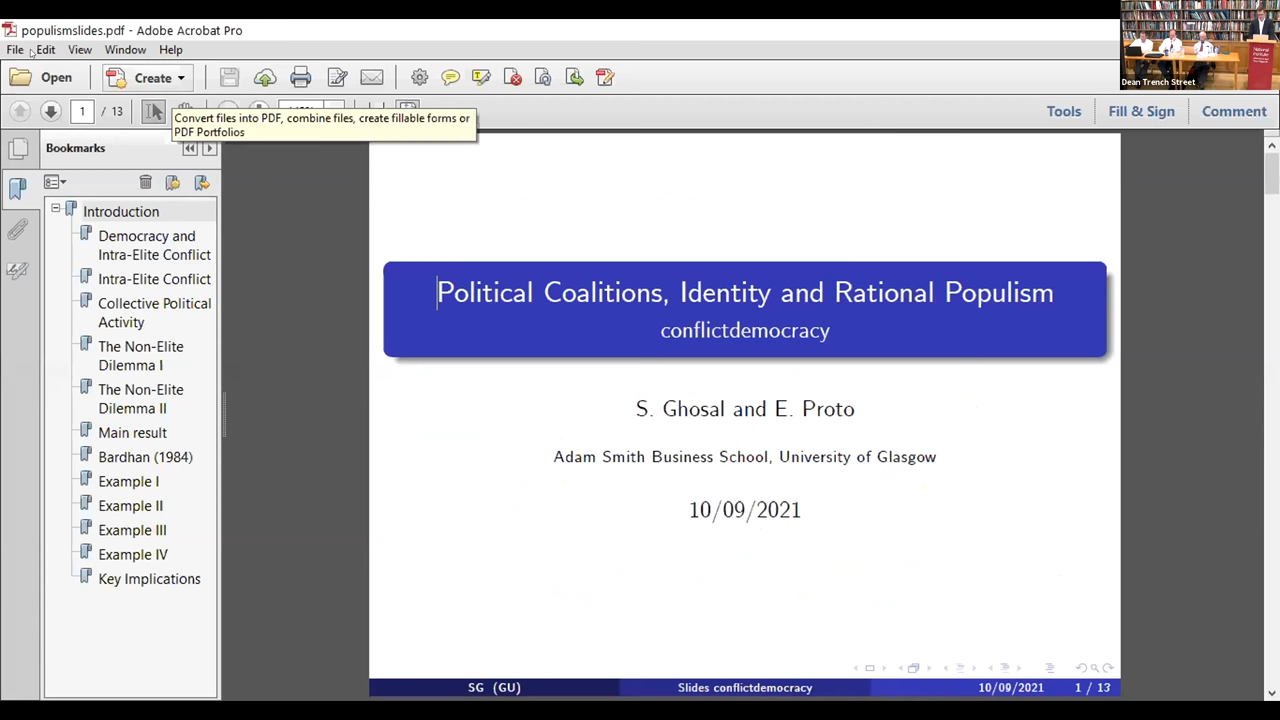 populismslides.pdf - Adobe Acrobat Pro
File Edit View Window Help
Open Create
1 / 13
Tools Fill & Sign Comment
Convert files into PDF, combine files, create fillable forms or
PDF Portfolios
Dean Trench Street
Bookmarks
Introduction
Democracy and
Intra-Elite Conflict
Intra-Elite Conflict
Collective Political
Activity
The Non-Elite
Dilemma I
The Non-Elite
Dilemma II
Main result
Bardhan (1984)
Example I
Example II
Example III
Example IV
Key Implications
Political Coalitions, Identity and Rational Populism
conflictdemocracy
S. Ghosal and E. Proto
Adam Smith Business School, University of Glasgow
10/09/2021
SG (GU) Slides conflictdemocracy 10/09/2021 1 / 13